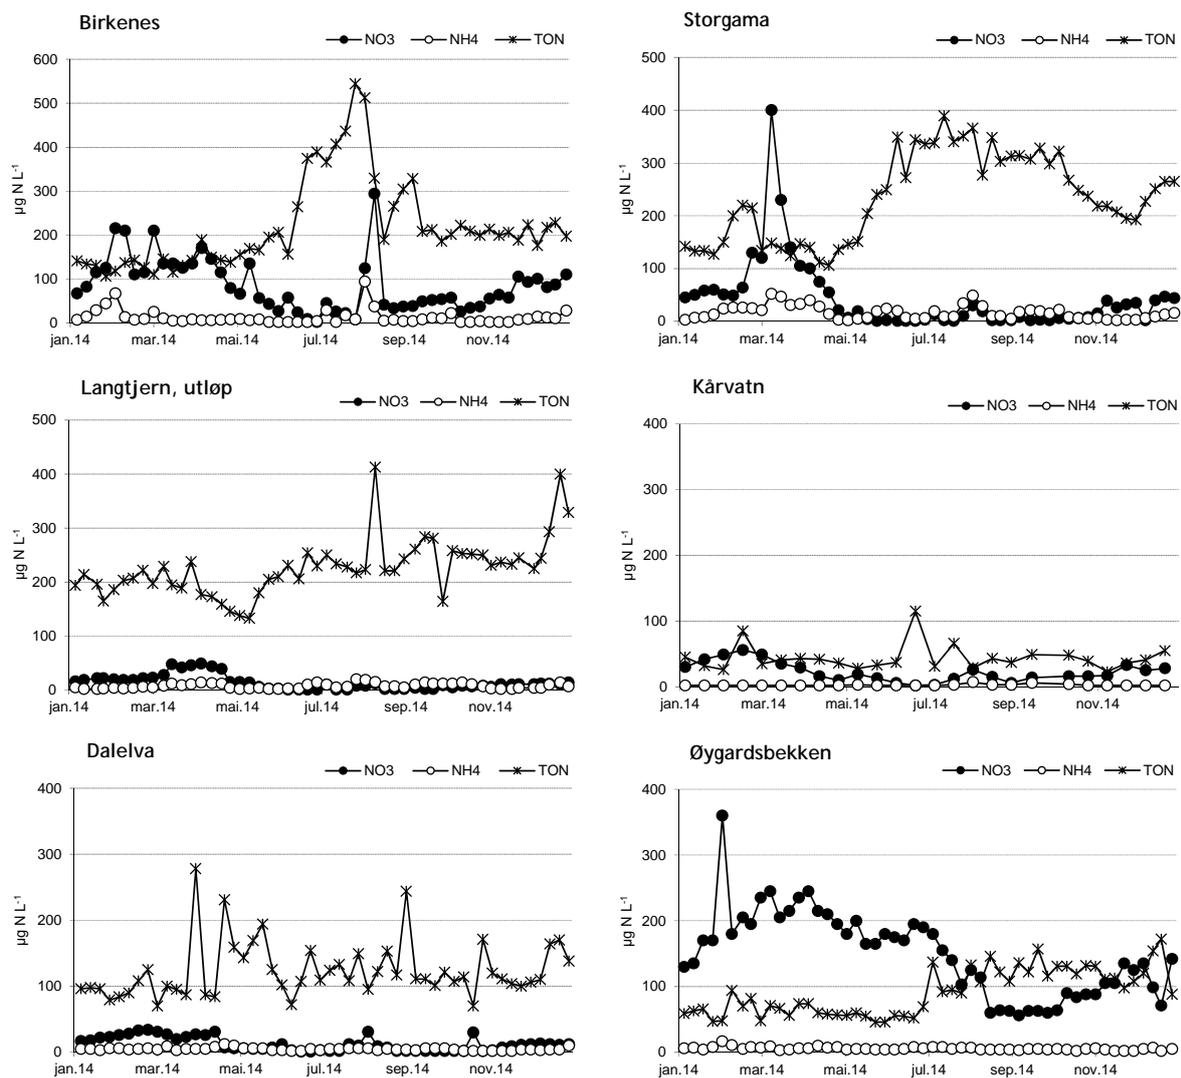 Birkenes
NO3 NH4 TON
600
500
400
300
200
100
0
µg N L-1
jan.14 mar.14 mai.14 jul.14 sep.14 nov.14
Storgama
NO3 NH4 TON
500
400
300
200
100
0
µg N L-1
jan.14 mar.14 mai.14 jul.14 sep.14 nov.14
Langtjern, utløp
NO3 NH4 TON
500
400
300
200
100
0
µg N L-1
jan.14 mar.14 mai.14 jul.14 sep.14 nov.14
Kårvatn
NO3 NH4 TON
400
300
200
100
0
µg N L-1
jan.14 mar.14 mai.14 jul.14 sep.14 nov.14
Dalelva
NO3 NH4 TON
400
300
200
100
0
µg N L-1
jan.14 mar.14 mai.14 jul.14 sep.14 nov.14
Øygardsbekken
NO3 NH4 TON
400
300
200
100
0
µg N L-1
jan.14 mar.14 mai.14 jul.14 sep.14 nov.14